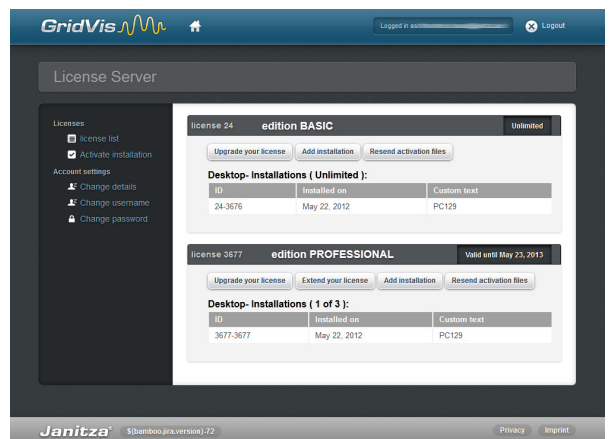 GridVis
Logged in as
Logout
License Server
Licenses
license list
Activate installation
Account settings
Change details
Change username
Change password
license 24 edition BASIC Unlimited
Upgrade your license Add installation Resend activation files
Desktop- Installations ( Unlimited ):
ID Installed on Custom text
24-3676 May 22, 2012 PC129
license 3677 edition PROFESSIONAL Valid until May 23, 2013
Upgrade your license Extend your license Add installation Resend activation files
Desktop- Installations ( 1 of 3 ):
ID Installed on Custom text
3677-3677 May 22, 2012 PC129
Janitza® ${bamboo.jira.version}-72 Privacy Imprint